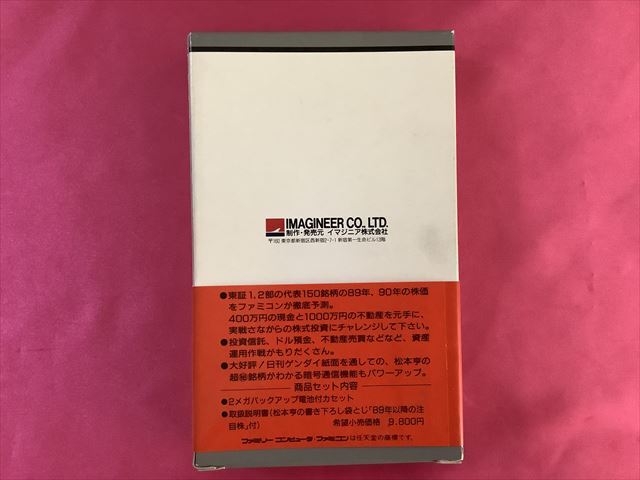 IMAGINEER CO., LTD.
制作・発売元 イマジニア株式会社
〒160 東京都新宿区西新宿2-7-1 新宿第一生命ビル13階
●東証1、2部の代表150銘柄の89年、90年の株価
をファミコンが徹底予測。
400万円の現金と1000万円の不動産を元手に、
実戦さながらの株式投資にチャレンジして下さい。
●投資信託、ドル預金、不動産売買などなど、資産
運用作戦がもりだくさん。
●大好評／日刊ゲンダイ紙面を通しての、松本亨の
超㊙銘柄がわかる暗号通信機能もパワーアップ。
商品セット内容
●2メガバックアップ電池付カセット
●取扱説明書(松本亨の書き下ろし袋とじ「89年以降の注
目株」付)
希望小売価格 9,800円
ファミリーコンピュータ・ファミコンは任天堂の商標です。